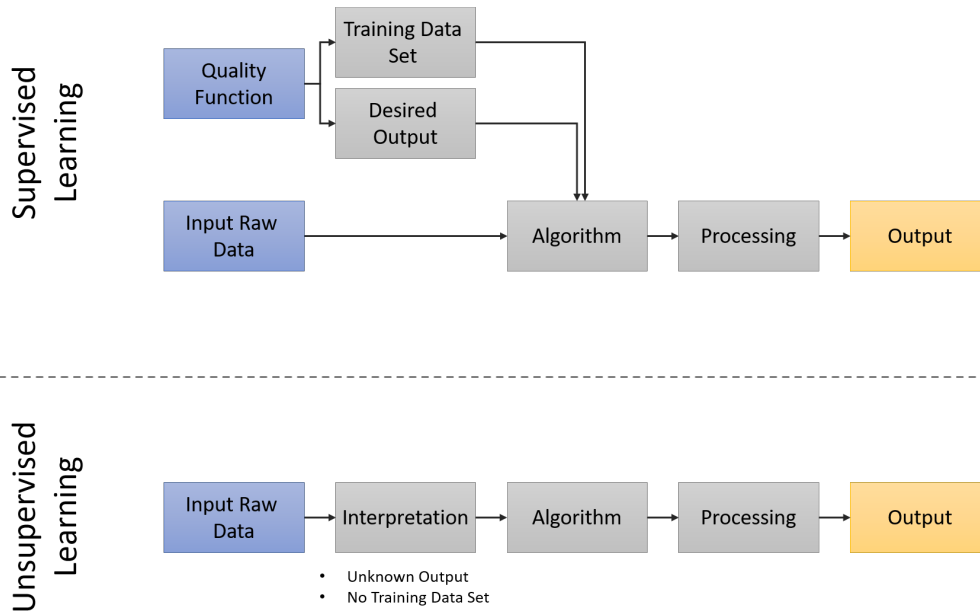 Supervised
Learning
Quality
Function
Training Data
Set
Desired
Output
Input Raw
Data
Algorithm
Processing
Output
Unsupervised
Learning
Input Raw
Data
Interpretation
Algorithm
Processing
Output
• Unknown Output
• No Training Data Set